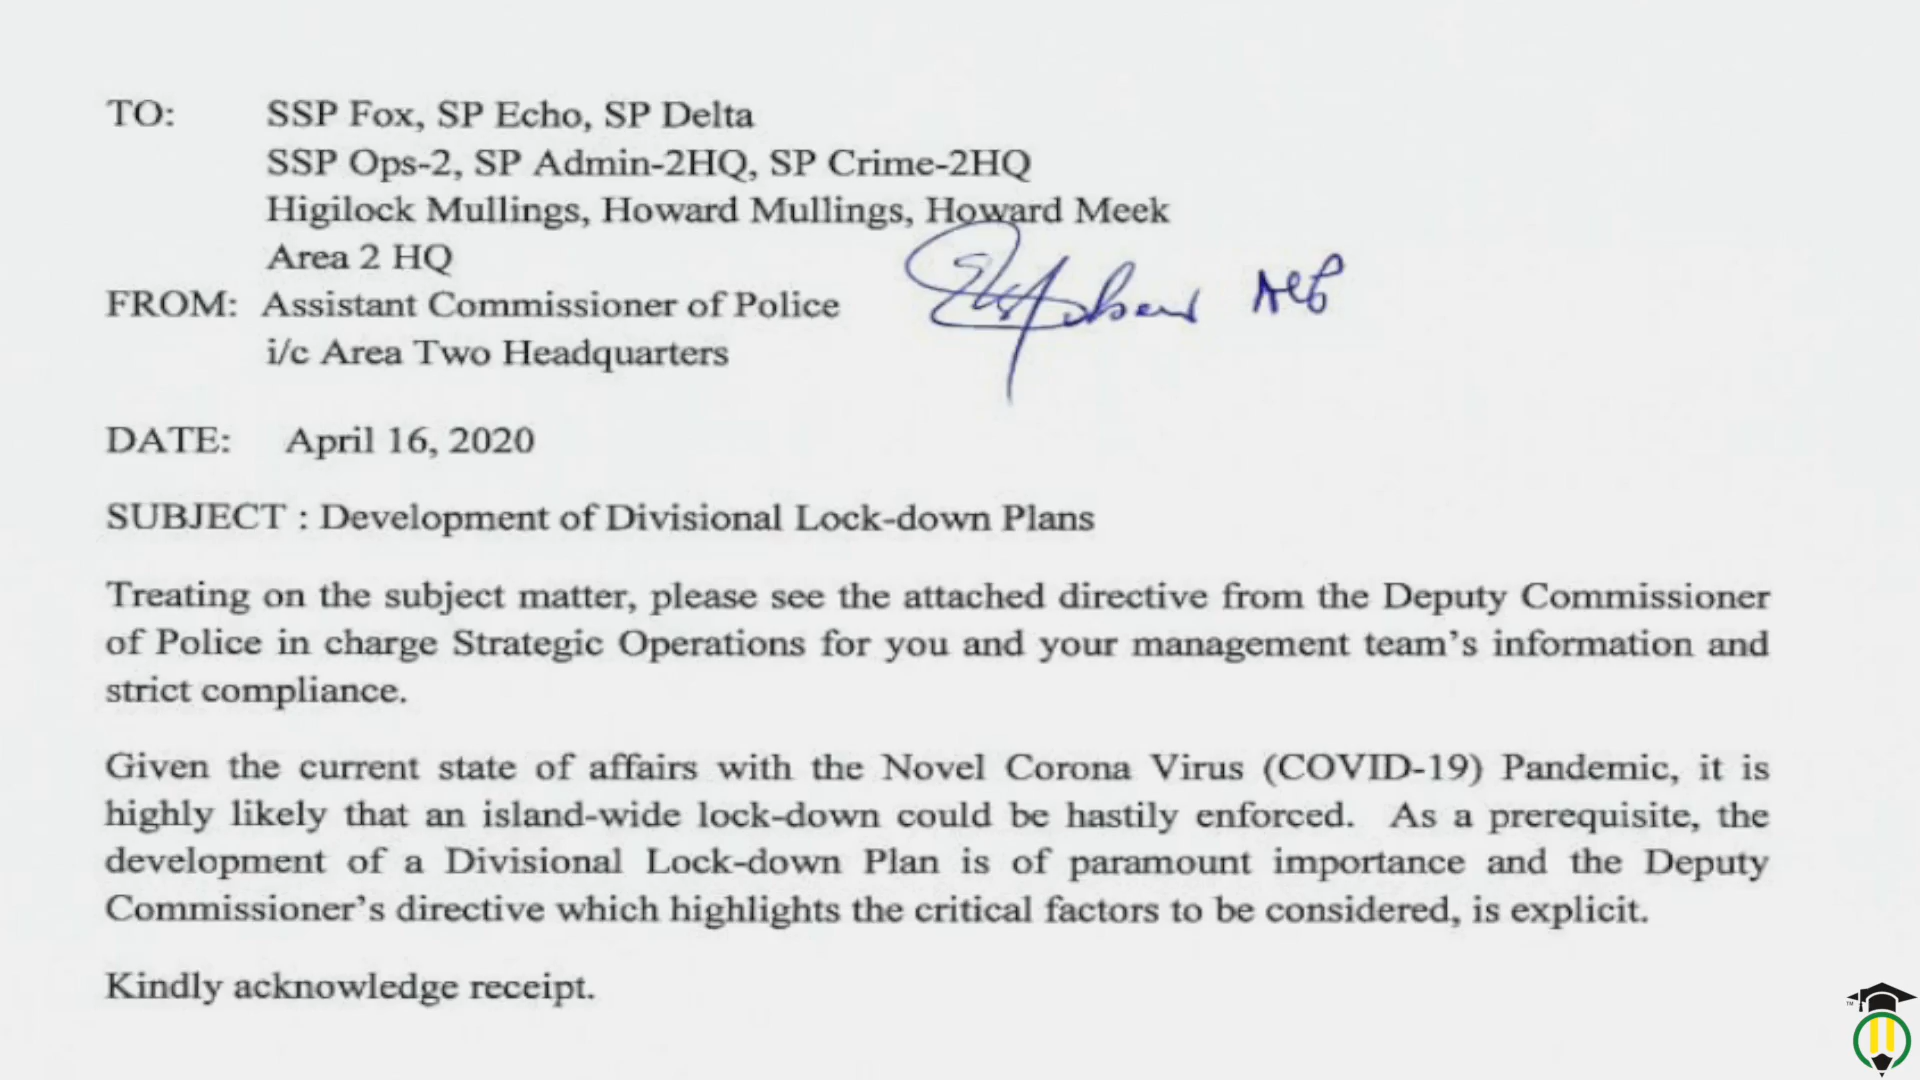 TO: SSP Fox, SP Echo, SP Delta
SSP Ops-2, SP Admin-2HQ, SP Crime-2HQ
Higilock Mullings, Howard Mullings, Howard Meek
Area 2 HQ
FROM: Assistant Commissioner of Police
i/c Area Two Headquarters
DATE: April 16, 2020
SUBJECT : Development of Divisional Lock-down Plans
Treating on the subject matter, please see the attached directive from the Deputy Commissioner
of Police in charge Strategic Operations for you and your management team’s information and
strict compliance.
Given the current state of affairs with the Novel Corona Virus (COVID-19) Pandemic, it is
highly likely that an island-wide lock-down could be hastily enforced. As a prerequisite, the
development of a Divisional Lock-down Plan is of paramount importance and the Deputy
Commissioner’s directive which highlights the critical factors to be considered, is explicit.
Kindly acknowledge receipt.
TM